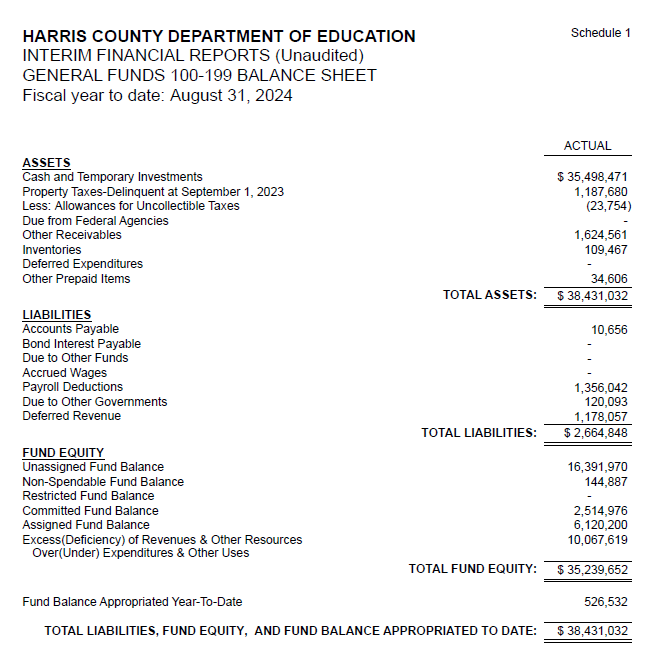 HARRIS COUNTY DEPARTMENT OF EDUCATION Schedule 1
INTERIM FINANCIAL REPORTS (Unaudited)
GENERAL FUNDS 100-199 BALANCE SHEET
Fiscal year to date: August 31, 2024
ACTUAL
ASSETS
Cash and Temporary Investments $ 35,498,471
Property Taxes-Delinquent at September 1, 2023 1,187,680
Less: Allowances for Uncollectible Taxes (23,754)
Due from Federal Agencies -
Other Receivables 1,624,561
Inventories 109,467
Deferred Expenditures -
Other Prepaid Items 34,606
TOTAL ASSETS: $ 38,431,032
LIABILITIES
Accounts Payable 10,656
Bond Interest Payable -
Due to Other Funds -
Accrued Wages -
Payroll Deductions 1,356,042
Due to Other Governments 120,093
Deferred Revenue 1,178,057
TOTAL LIABILITIES: $ 2,664,848
FUND EQUITY
Unassigned Fund Balance 16,391,970
Non-Spendable Fund Balance 144,887
Restricted Fund Balance -
Committed Fund Balance 2,514,976
Assigned Fund Balance 6,120,200
Excess(Deficiency) of Revenues & Other Resources 10,067,619
Over(Under) Expenditures & Other Uses
TOTAL FUND EQUITY: $ 35,239,652
Fund Balance Appropriated Year-To-Date 526,532
TOTAL LIABILITIES, FUND EQUITY, AND FUND BALANCE APPROPRIATED TO DATE: $ 38,431,032